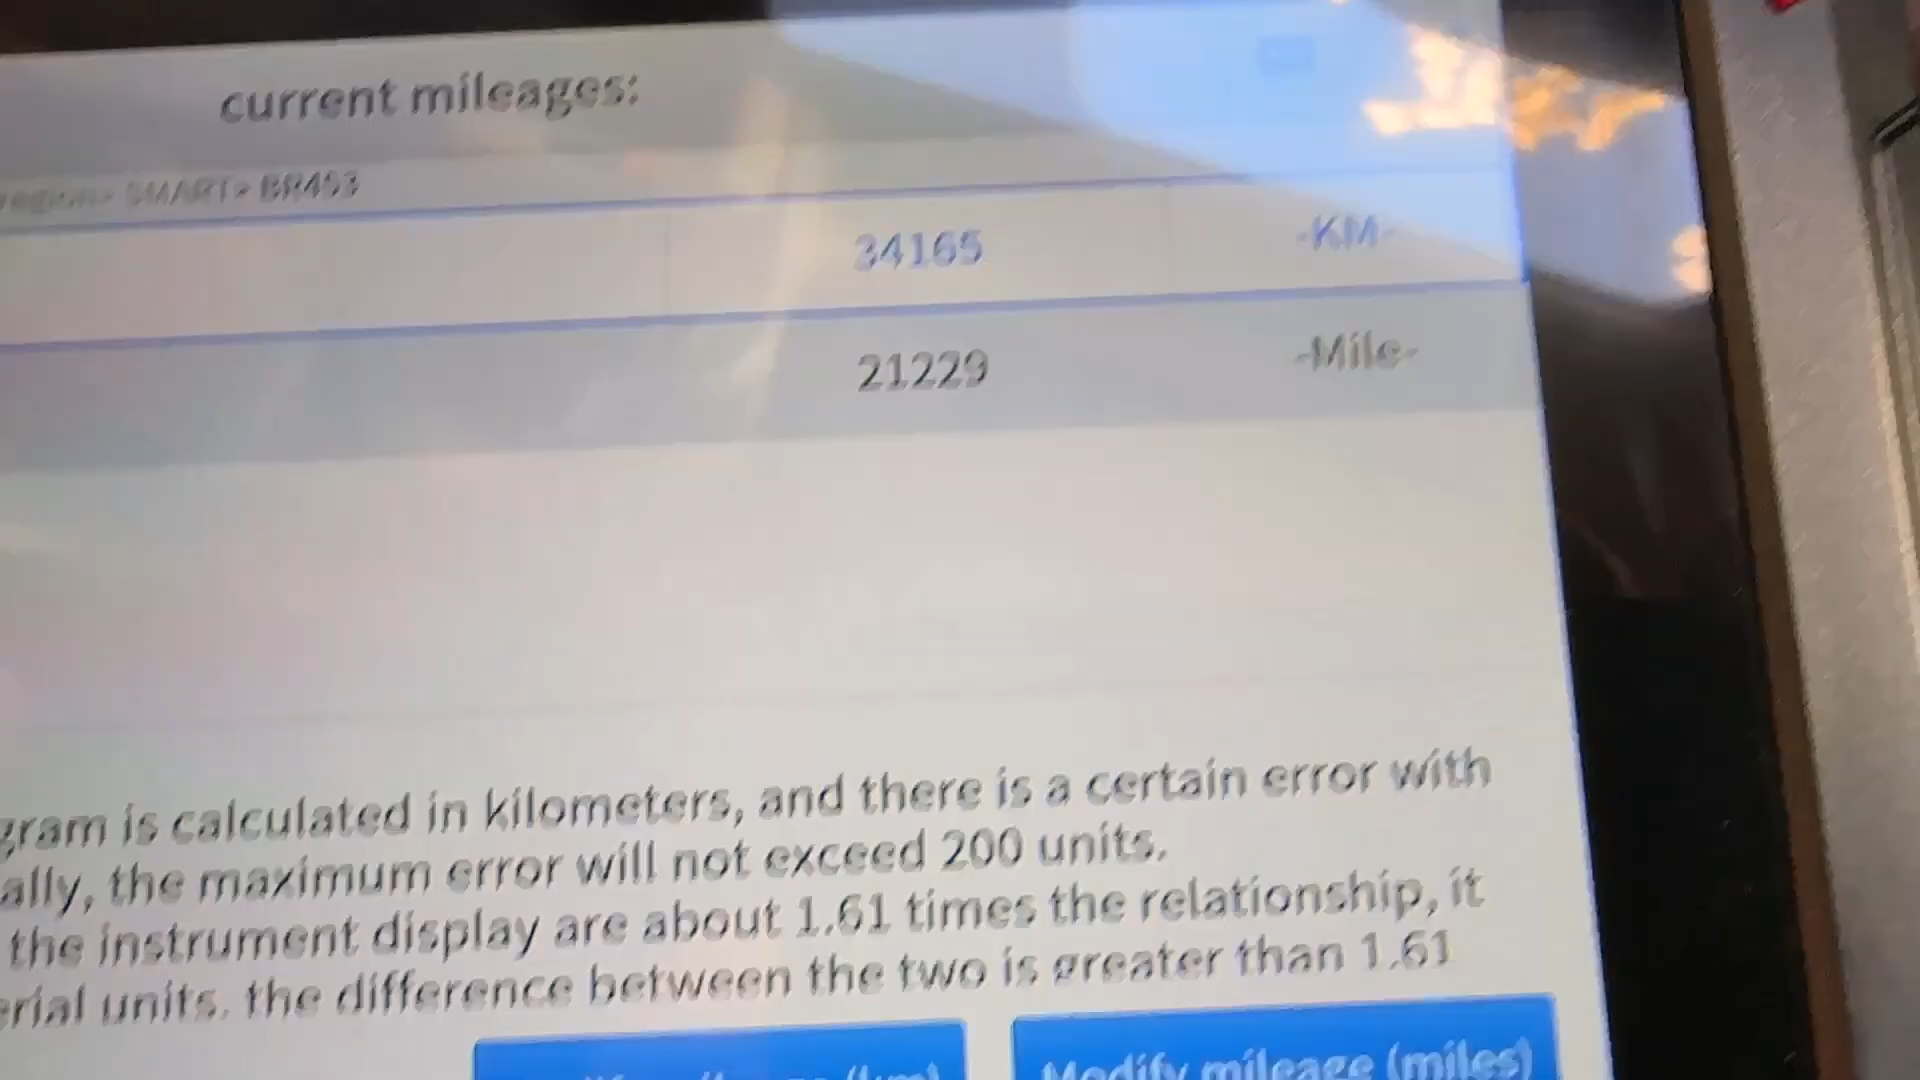 current mileages:
region> SMART> BR453
34165 -KM-
21229 -Mile-
gram is calculated in kilometers, and there is a certain error with
ally, the maximum error will not exceed 200 units.
the instrument display are about 1.61 times the relationship, it
erial units, the difference between the two is greater than 1.61
(km)
Modify mileage (miles)